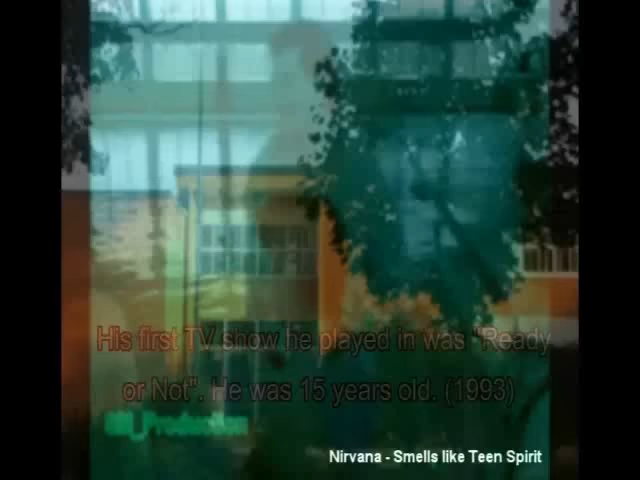 His first TV show he played in was "Ready
or Not". He was 15 years old. (1993)
Nirvana - Smells like Teen Spirit